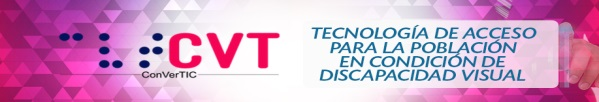 CVT
ConVerTIC
TECNOLOGÍA DE ACCESO
PARA LA POBLACIÓN
EN CONDICIÓN DE
DISCAPACIDAD VISUAL